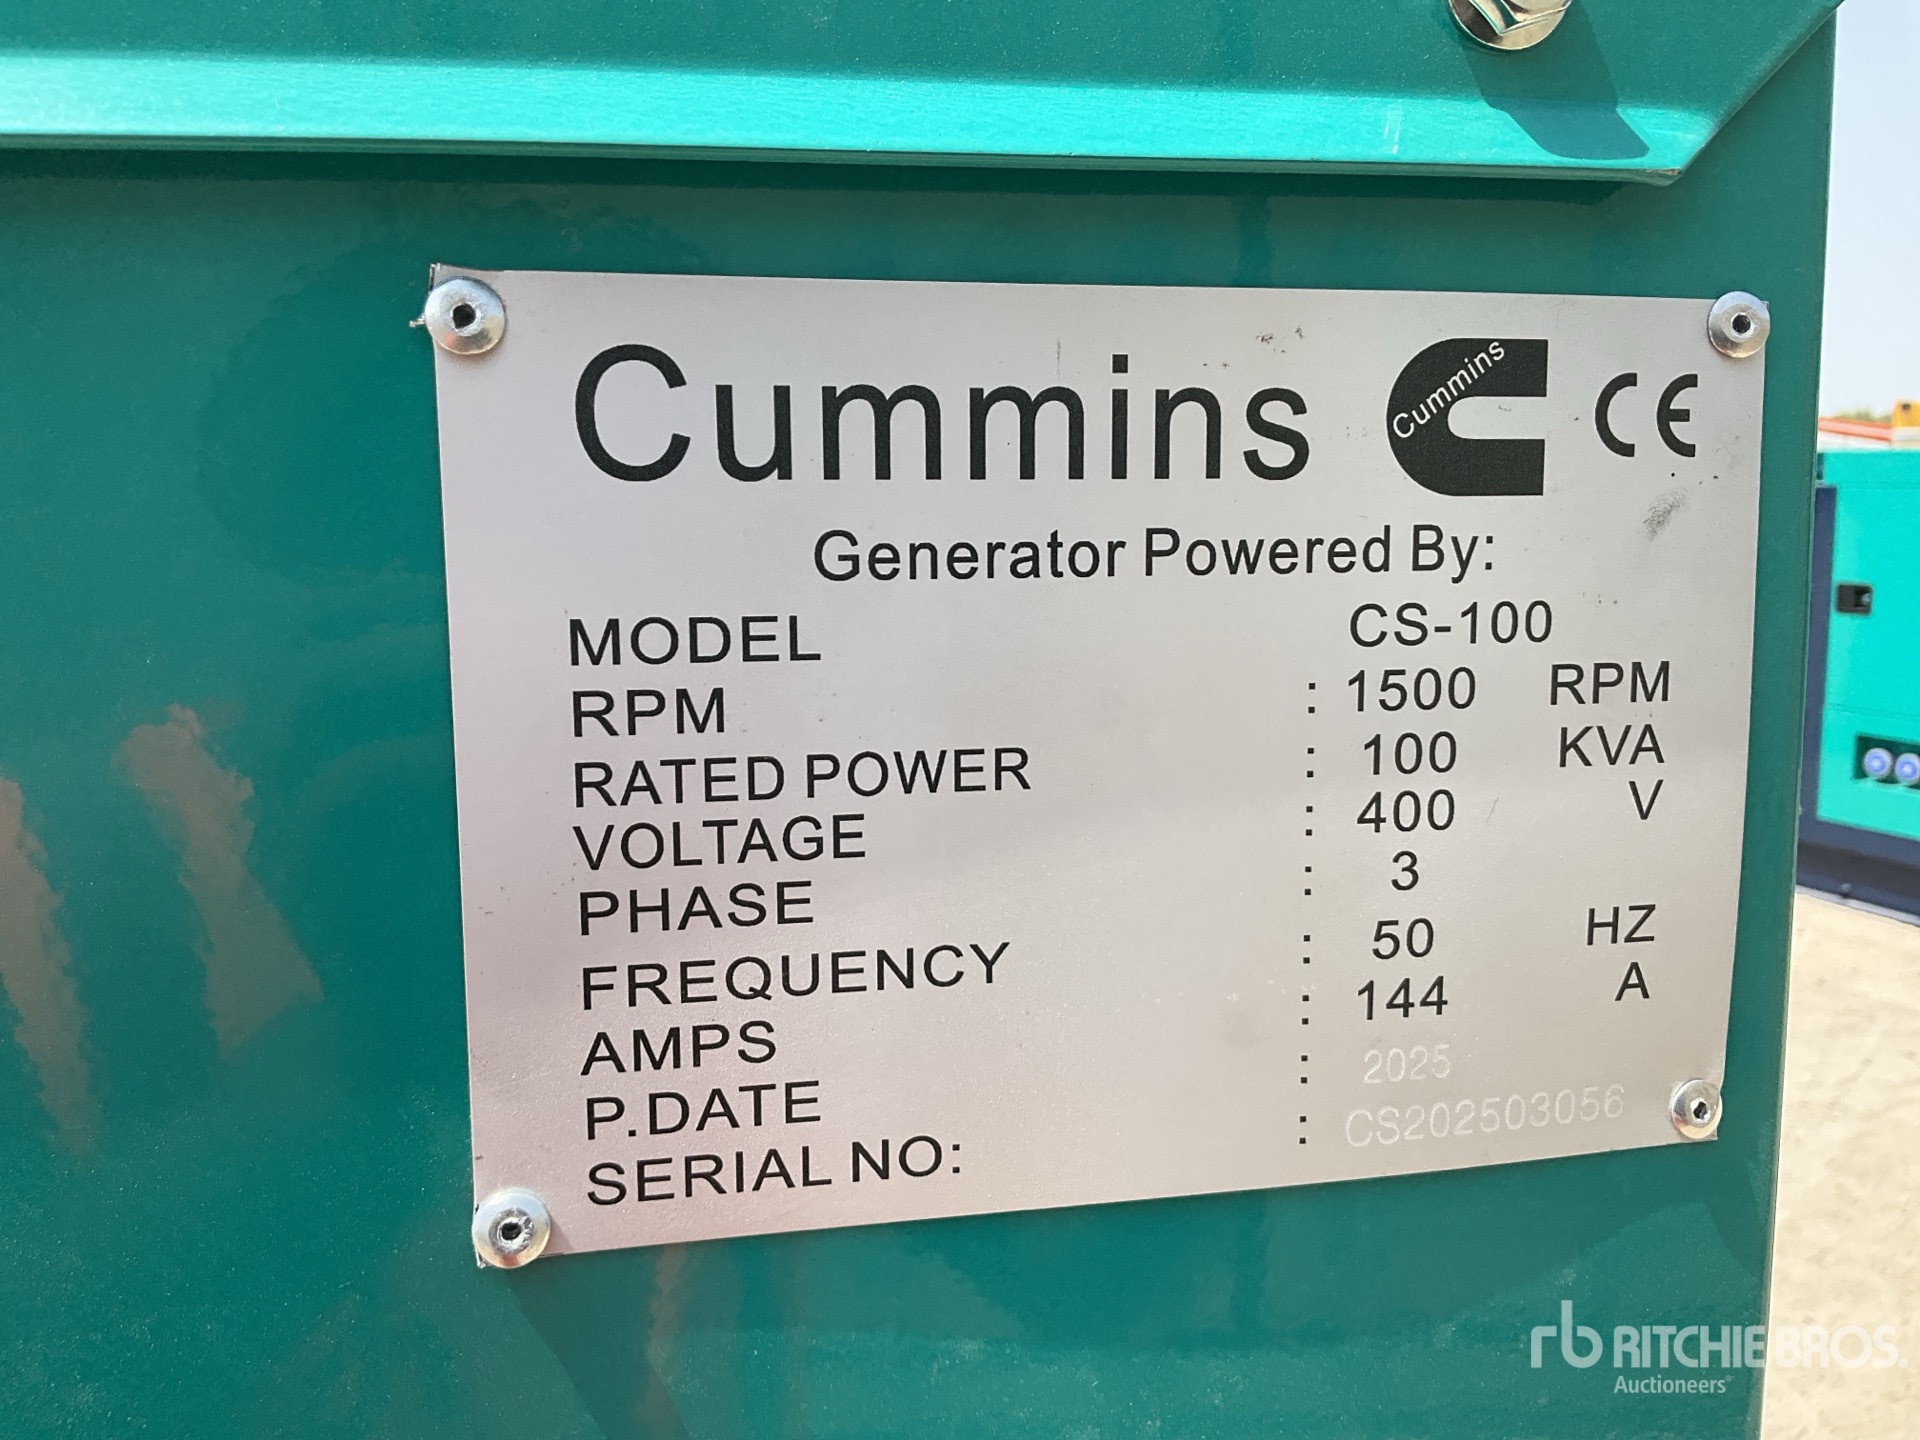 Cummins Cummins CE
Generator Powered By:
MODEL CS-100
RPM : 1500 RPM
RATED POWER : 100 KVA
VOLTAGE : 400 V
PHASE : 3
FREQUENCY : 50 HZ
AMPS : 144 A
P.DATE : 2025
SERIAL NO: : CS202503056
rb RITCHIE BROS.
Auctioneers